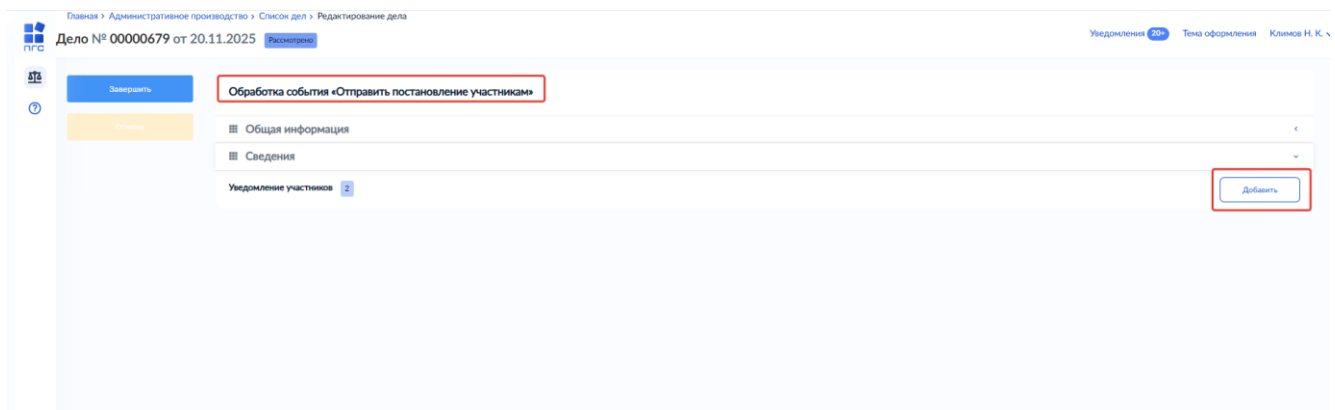 Главная > Административное производство > Список дел > Редактирование дела
Дело № 00000679 от 20.11.2025 Рассмотрено
Уведомления 20+ Тема оформления Климов Н. К.
ПГС
Завершить
Обработка события «Отправить постановление участникам»
Отмена
Общая информация
Сведения
Уведомление участников 2
Добавить